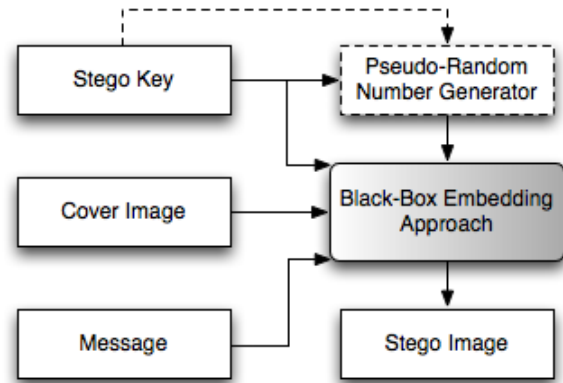 Stego Key
Pseudo-Random
Number Generator
Cover Image
Black-Box Embedding
Approach
Message
Stego Image